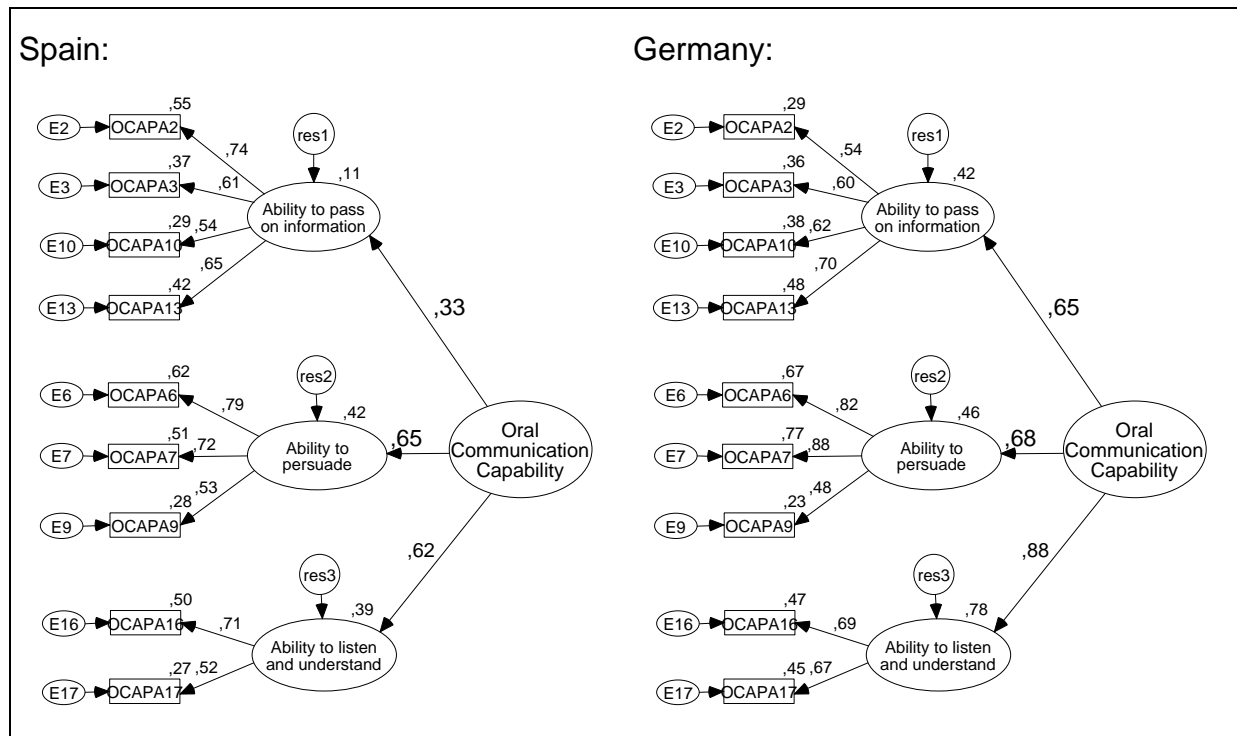 Spain:
,55
E2
OCAPA2
res1
,74
,37
,11
E3
OCAPA3
,61
Ability to pass
on information
,29
,54
E10
OCAPA10
,65
,42
E13
OCAPA13
,33
,62
res2
E6
OCAPA6
,79
,42
,51
E7
OCAPA7
,72
Ability to
persuade
,65
Oral
Communication
Capability
,28
,53
E9
OCAPA9
,62
res3
,50
,39
E16
OCAPA16
,71
Ability to listen
and understand
,27
,52
E17
OCAPA17
Germany:
,29
E2
OCAPA2
res1
,54
,36
,42
E3
OCAPA3
,60
Ability to pass
on information
,38
,62
E10
OCAPA10
,70
,48
E13
OCAPA13
,65
,67
res2
E6
OCAPA6
,82
,46
,77
E7
OCAPA7
,88
Ability to
persuade
,68
Oral
Communication
Capability
,23
,48
E9
OCAPA9
,88
res3
,47
,78
E16
OCAPA16
,69
Ability to listen
and understand
,45
,67
E17
OCAPA17